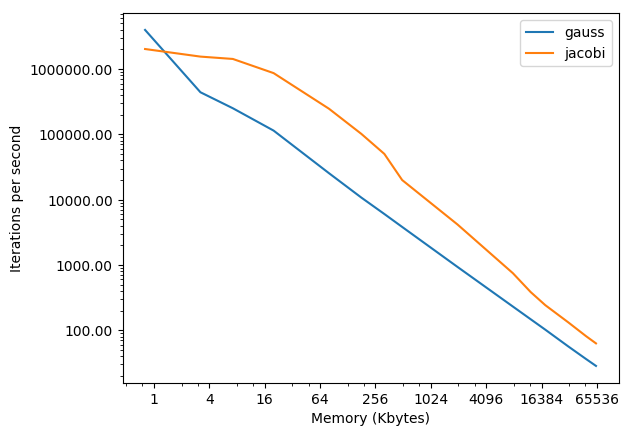 gauss
jacobi
1000000.00
100000.00
10000.00
1000.00
100.00
Iterations per second
1 4 16 64 256 1024 4096 16384 65536
Memory (Kbytes)